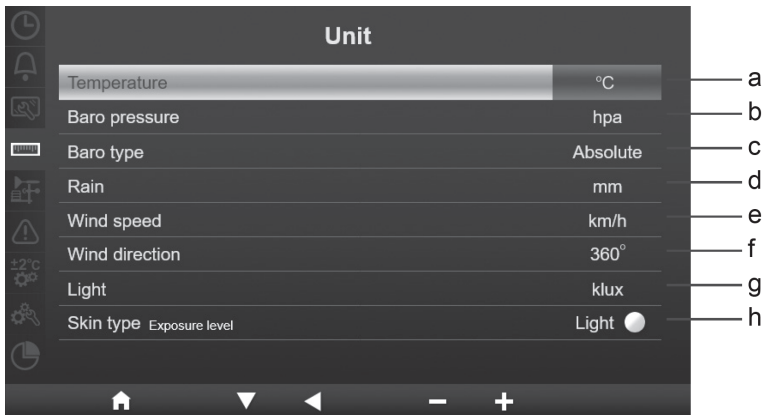 Unit
Temperature °C a
Baro pressure hpa b
Baro type Absolute c
Rain mm d
Wind speed km/h e
Wind direction 360° f
Light klux g
Skin type Exposure level Light h
±2°C